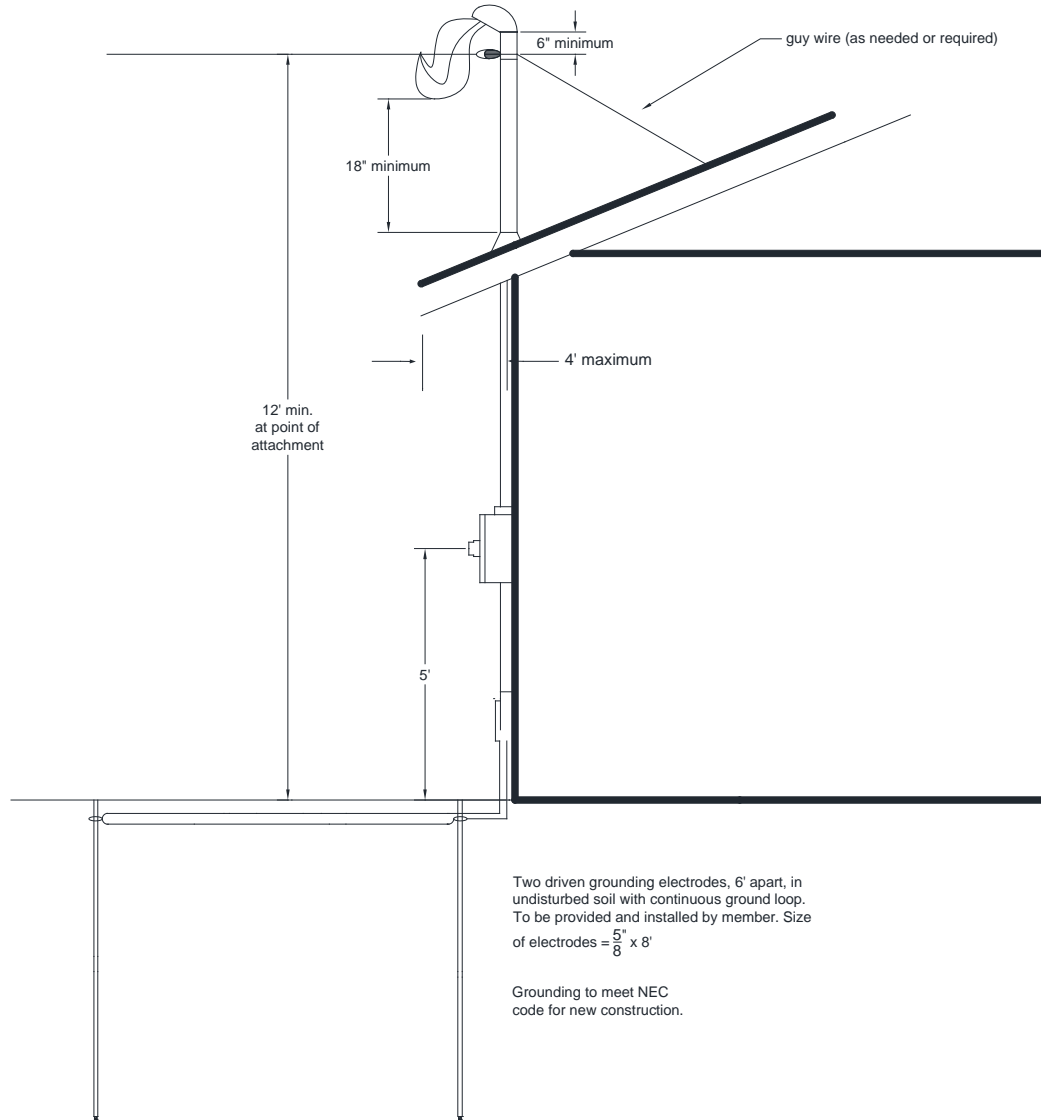 6" minimum
guy wire (as needed or required)
18" minimum
4' maximum
12' min.
at point of
attachment
5'
Two driven grounding electrodes, 6' apart, in
undisturbed soil with continuous ground loop.
To be provided and installed by member. Size
of electrodes = 5/8" x 8'
Grounding to meet NEC
code for new construction.